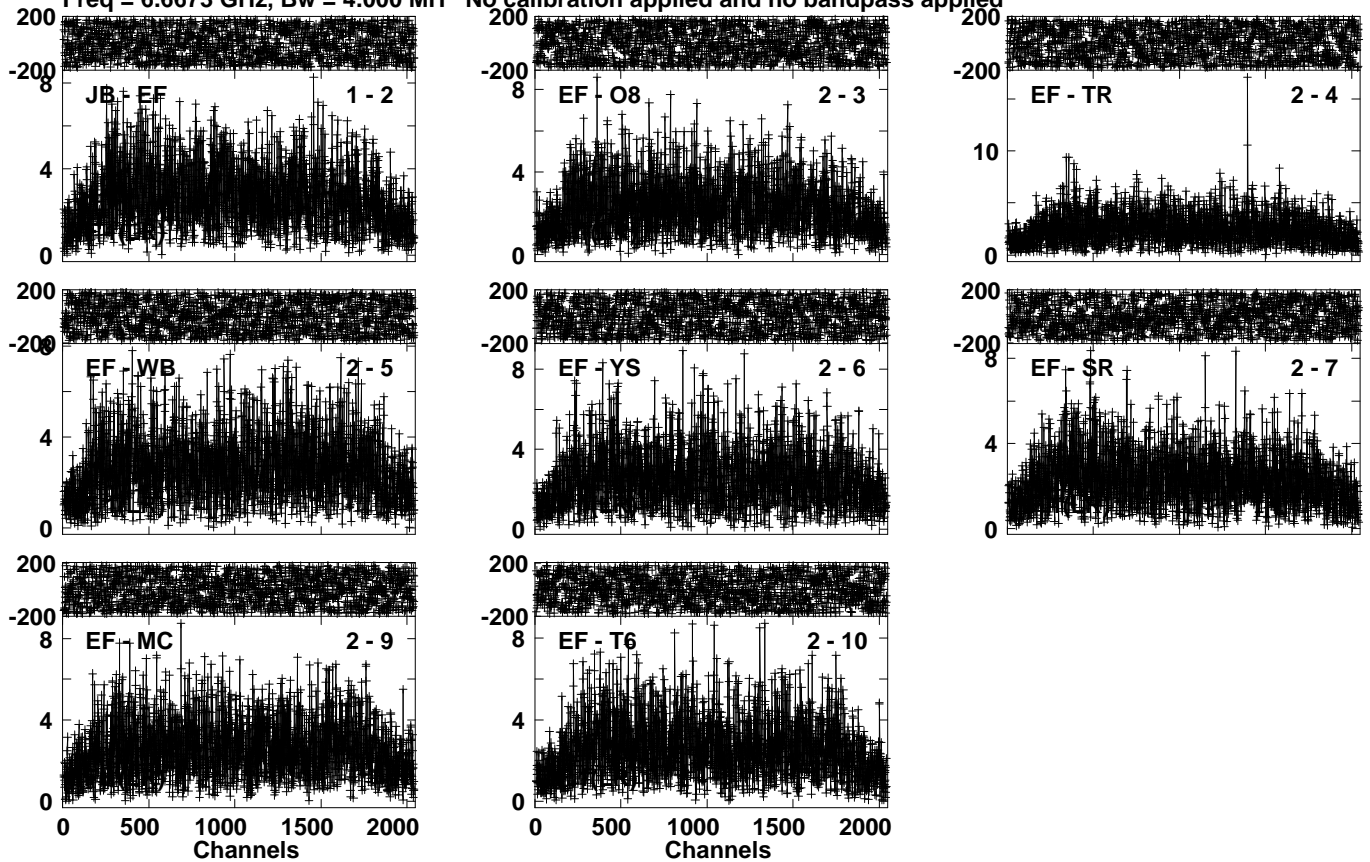 Freq = 6.6673 GHz, Bw = 4.000 MH No calibration applied and no bandpass applied
200 200 200
-200 -200 -200
8 8
JB - EF 1 - 2 EF - O8 2 - 3 EF - TR 2 - 4
10
4 4
0 0 0
200 200 200
-200 -200 -200
8 8 8
EF - WB 2 - 5 EF - YS 2 - 6 EF - SR 2 - 7
4 4 4
0 0 0
200 200
-200 -200
8 8
EF - MC 2 - 9 EF - T6 2 - 10
4 4
0 0
0 500 1000 1500 2000 0 500 1000 1500 2000
Channels Channels